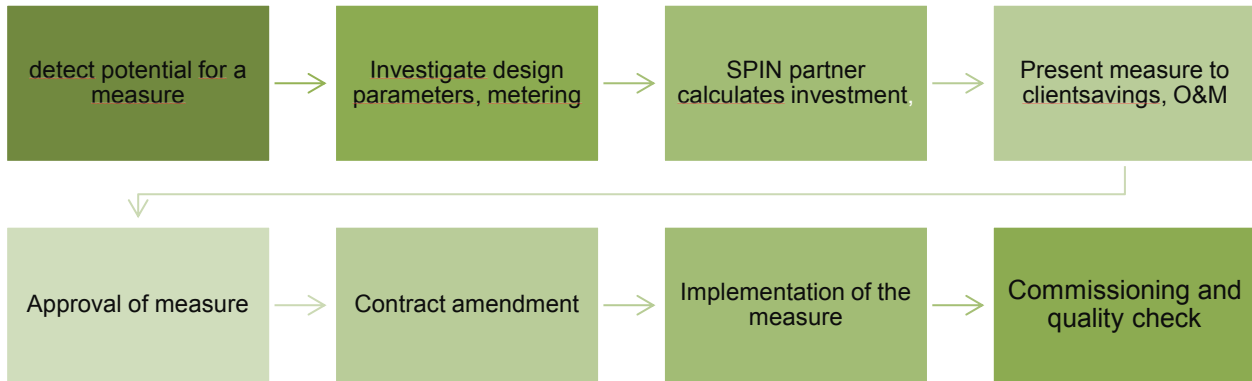 detect potential for a
measure
Investigate design
parameters, metering
SPIN partner
calculates investment,
Present measure to
clientsavings, O&M
Approval of measure
Contract amendment
Implementation of the
measure
Commissioning and
quality check